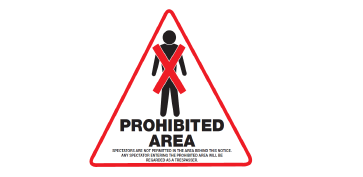 PROHIBITED
AREA
SPECTATORS ARE NOT PERMITTED IN THE AREA BEHIND THIS NOTICE.
ANY SPECTATOR ENTERING THE PROHIBITED AREA WILL BE
REGARDED AS A TRESPASSER.